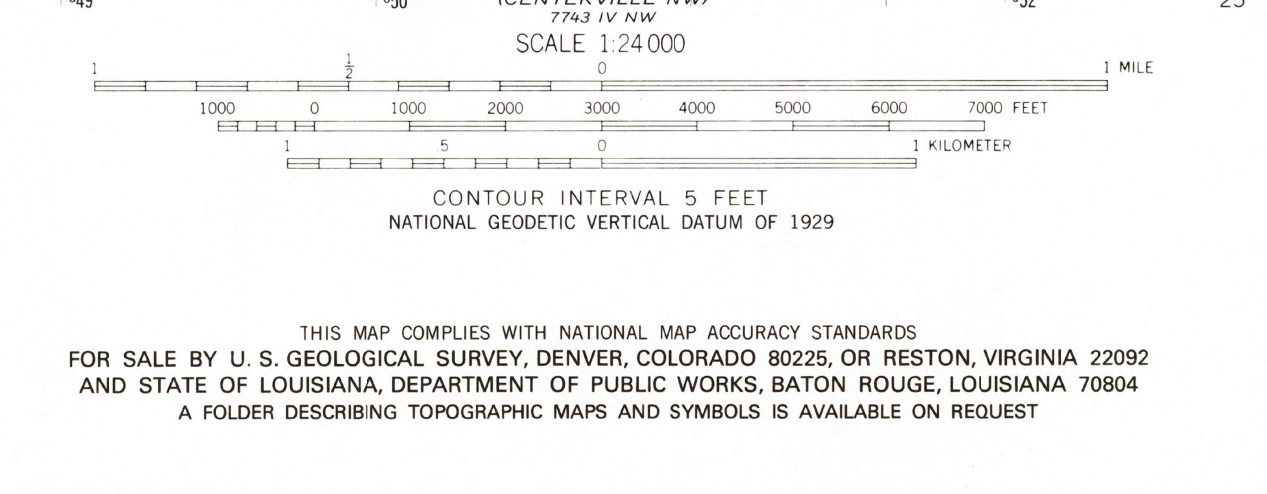 49 50 (CENTERVILLE NW) 52 25
7743 IV NW
SCALE 1:24 000
1 1/2 0 1 MILE
1000 0 1000 2000 3000 4000 5000 6000 7000 FEET
1 .5 0 1 KILOMETER
CONTOUR INTERVAL 5 FEET
NATIONAL GEODETIC VERTICAL DATUM OF 1929
THIS MAP COMPLIES WITH NATIONAL MAP ACCURACY STANDARDS
FOR SALE BY U. S. GEOLOGICAL SURVEY, DENVER, COLORADO 80225, OR RESTON, VIRGINIA 22092
AND STATE OF LOUISIANA, DEPARTMENT OF PUBLIC WORKS, BATON ROUGE, LOUISIANA 70804
A FOLDER DESCRIBING TOPOGRAPHIC MAPS AND SYMBOLS IS AVAILABLE ON REQUEST